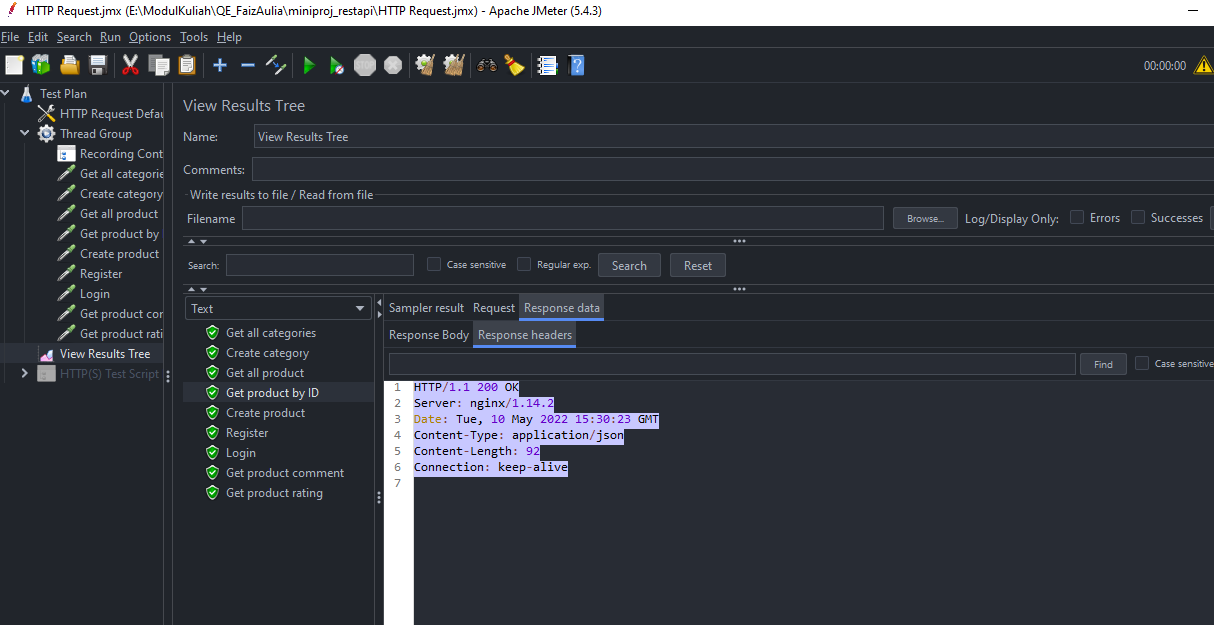 HTTP Request.jmx (E:\ModulKuliah\QE_FaizAulia\miniproj_restapi\HTTP Request.jmx) - Apache JMeter (5.4.3)
File Edit Search Run Options Tools Help
STOP
00:00:00
Test Plan
HTTP Request Defau
Thread Group
Recording Cont
Get all categorie
Create category
Get all product
Get product by
Create product
Register
Login
Get product cor
Get product rati
View Results Tree
HTTP(S) Test Script
View Results Tree
Name: View Results Tree
Comments:
Write results to file / Read from file
Filename Browse... Log/Display Only: Errors Successes
Search: Case sensitive Regular exp. Search Reset
Text
Get all categories
Create category
Get all product
Get product by ID
Create product
Register
Login
Get product comment
Get product rating
Sampler result Request Response data
Response Body Response headers
Find Case sensitive
1 HTTP/1.1 200 OK
2 Server: nginx/1.14.2
3 Date: Tue, 10 May 2022 15:30:23 GMT
4 Content-Type: application/json
5 Content-Length: 92
6 Connection: keep-alive
7